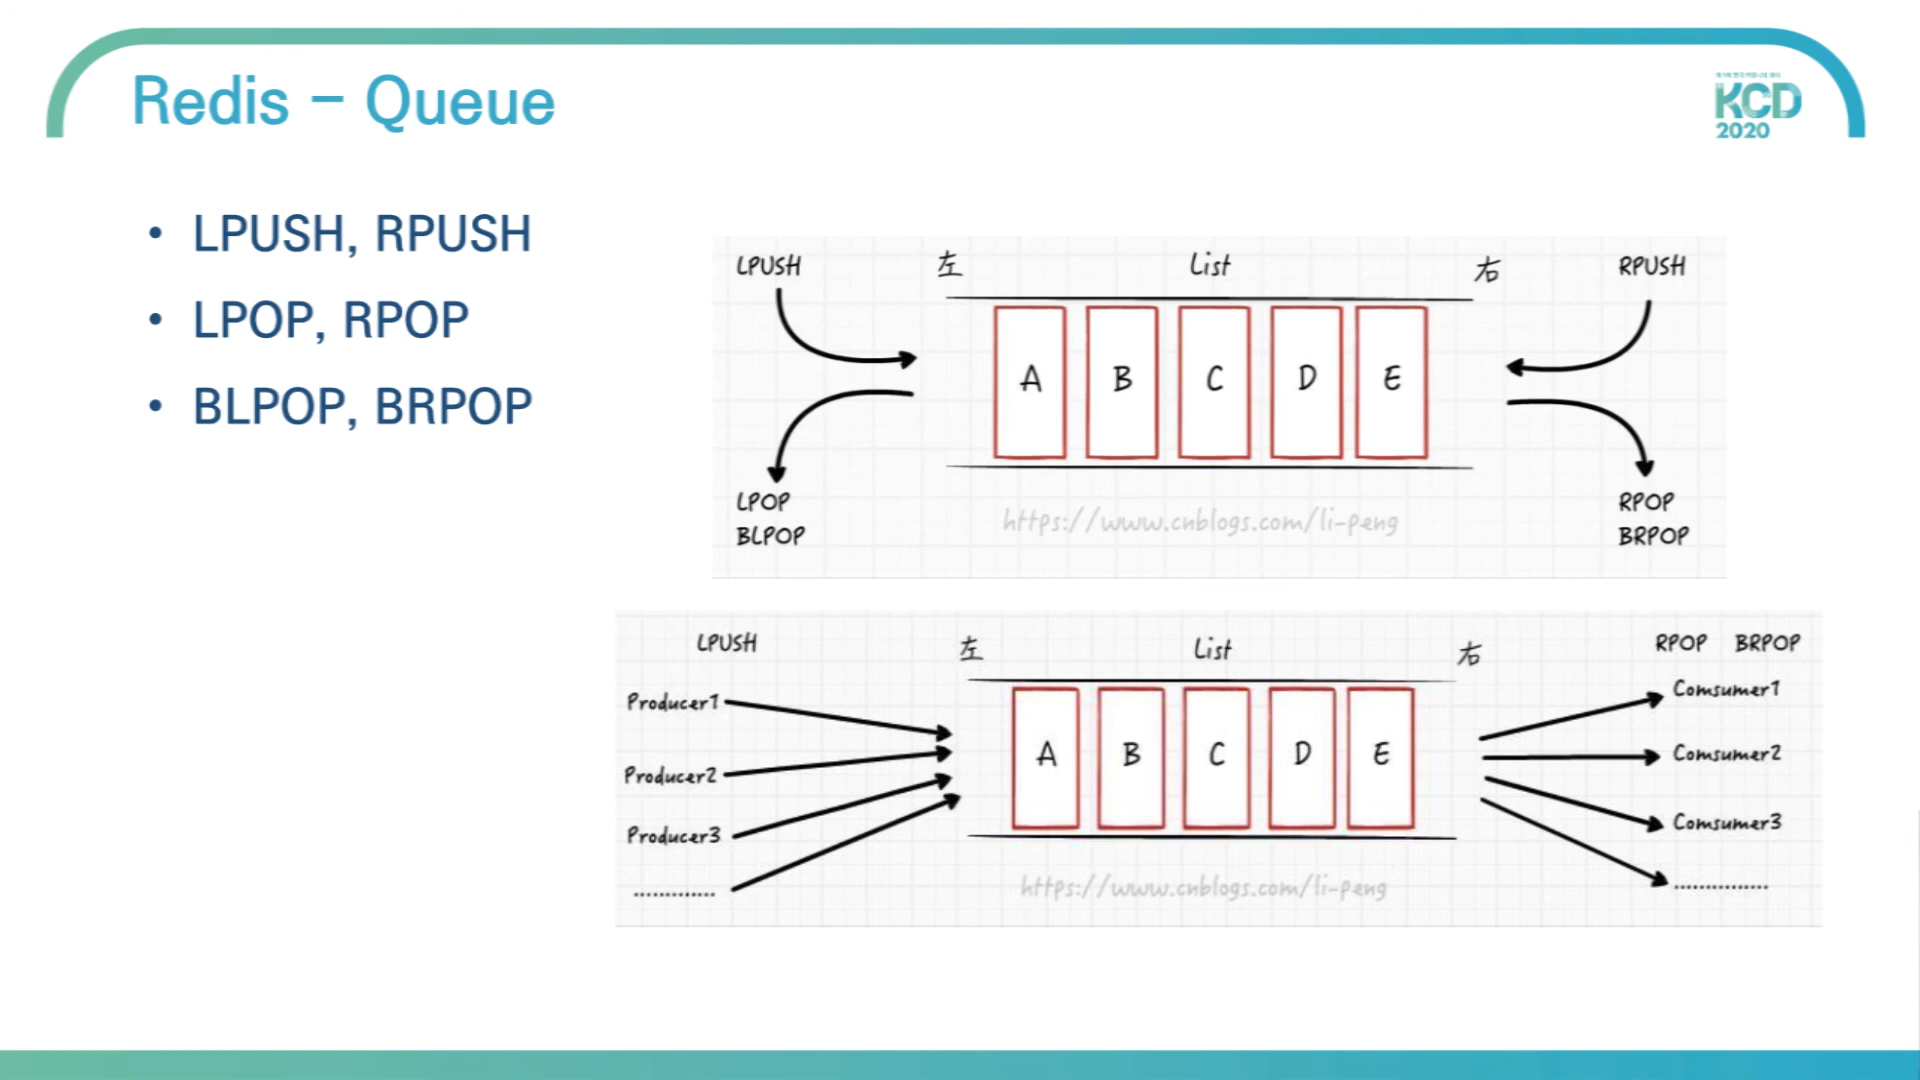 Redis - Queue
KCD
2020
• LPUSH, RPUSH
• LPOP, RPOP
• BLPOP, BRPOP
LPUSH 左 List 右 RPUSH
A B C D E
LPOP
BLPOP
RPOP
BRPOP
https://www.cnblogs.com/li-peng
LPUSH 左 List 右 RPOP BRPOP
Producer1
Producer2
Producer3
.............
A B C D E
Comsumer1
Comsumer2
Comsumer3
...............
https://www.cnblogs.com/li-peng